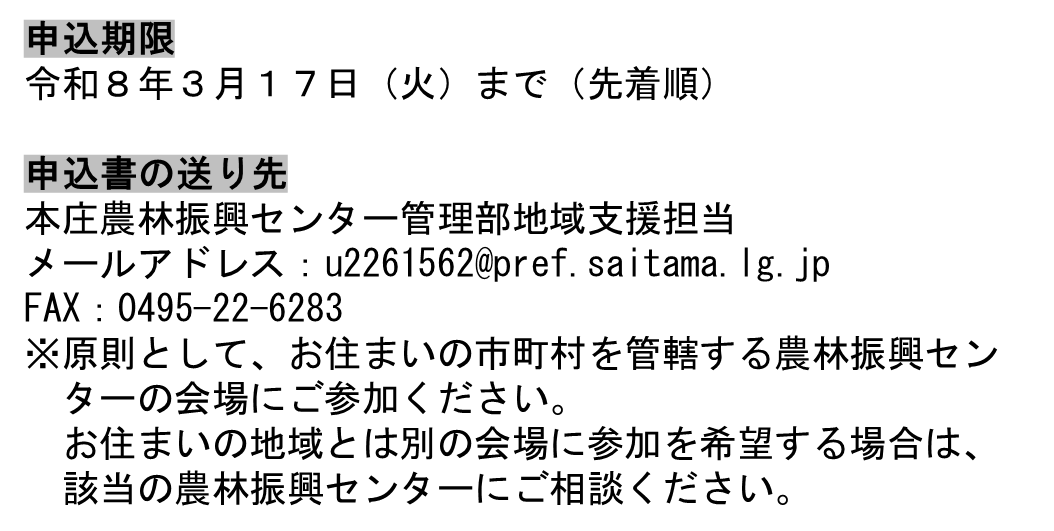 申込期限
令和８年３月１７日（火）まで（先着順）
申込書の送り先
本庄農林振興センター管理部地域支援担当
メールアドレス：u2261562@pref.saitama.lg.jp
FAX：0495-22-6283
※原則として、お住まいの市町村を管轄する農林振興セン
ターの会場にご参加ください。
お住まいの地域とは別の会場に参加を希望する場合は、
該当の農林振興センターにご相談ください。